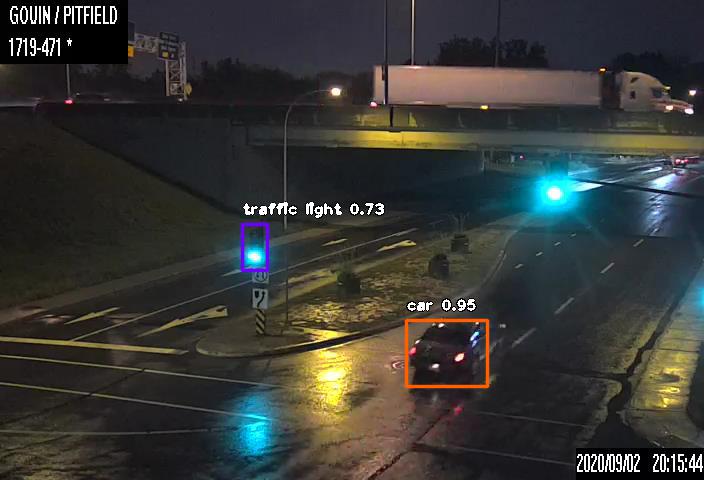 GOUIN / PITFIELD
1719-471 *
traffic light 0.73
car 0.95
2020/09/02 20:15:44